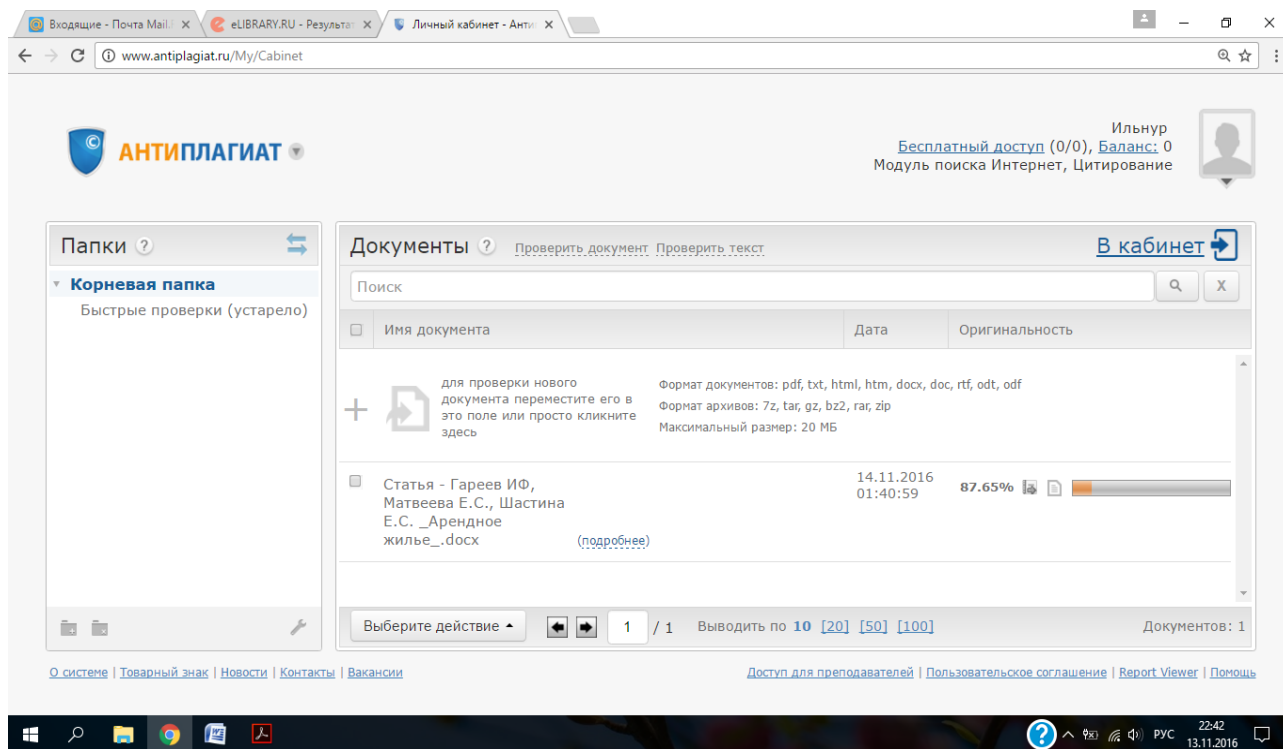 Входящие - Почта Mail.
eLIBRARY.RU - Результат
Личный кабинет - Анти
www.antiplagiat.ru/My/Cabinet
АНТИПЛАГИАТ
Ильнур
Бесплатный доступ (0/0), Баланс: 0
Модуль поиска Интернет, Цитирование
Папки ?
Корневая папка
Быстрые проверки (устарело)
Документы ? Проверить документ Проверить текст
В кабинет
Поиск
X
Имя документа
Дата
Оригинальность
для проверки нового
документа переместите его в
это поле или просто кликните
здесь
Формат документов: pdf, txt, html, htm, docx, doc, rtf, odt, odf
Формат архивов: 7z, tar, gz, bz2, rar, zip
Максимальный размер: 20 МБ
Статья - Гареев ИФ,
Матвеева Е.С., Шастина
Е.С. _Арендное
жилье_.docx
(подробнее)
14.11.2016
01:40:59
87.65%
Выберите действие
1 / 1
Выводить по 10 [20] [50] [100]
Документов: 1
О системе | Товарный знак | Новости | Контакты | Вакансии
Доступ для преподавателей | Пользовательское соглашение | Report Viewer | Помощь
РУС
22:42
13.11.2016